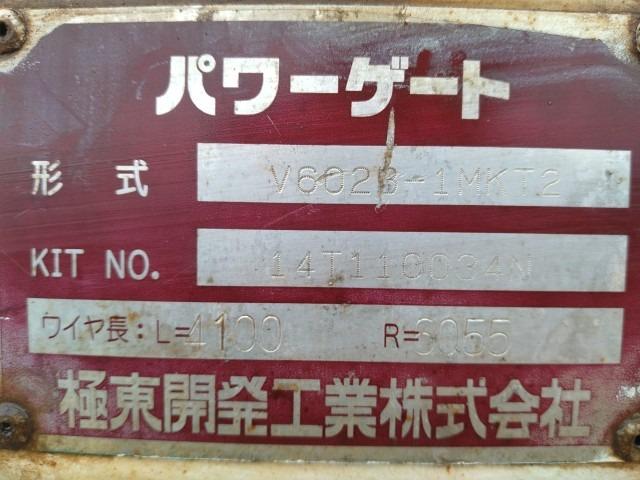 パワーゲート
形式 V602B-1MKT2
KIT NO. 14T110034N
ワイヤ長: L=4100 R=6055
極東開発工業株式会社